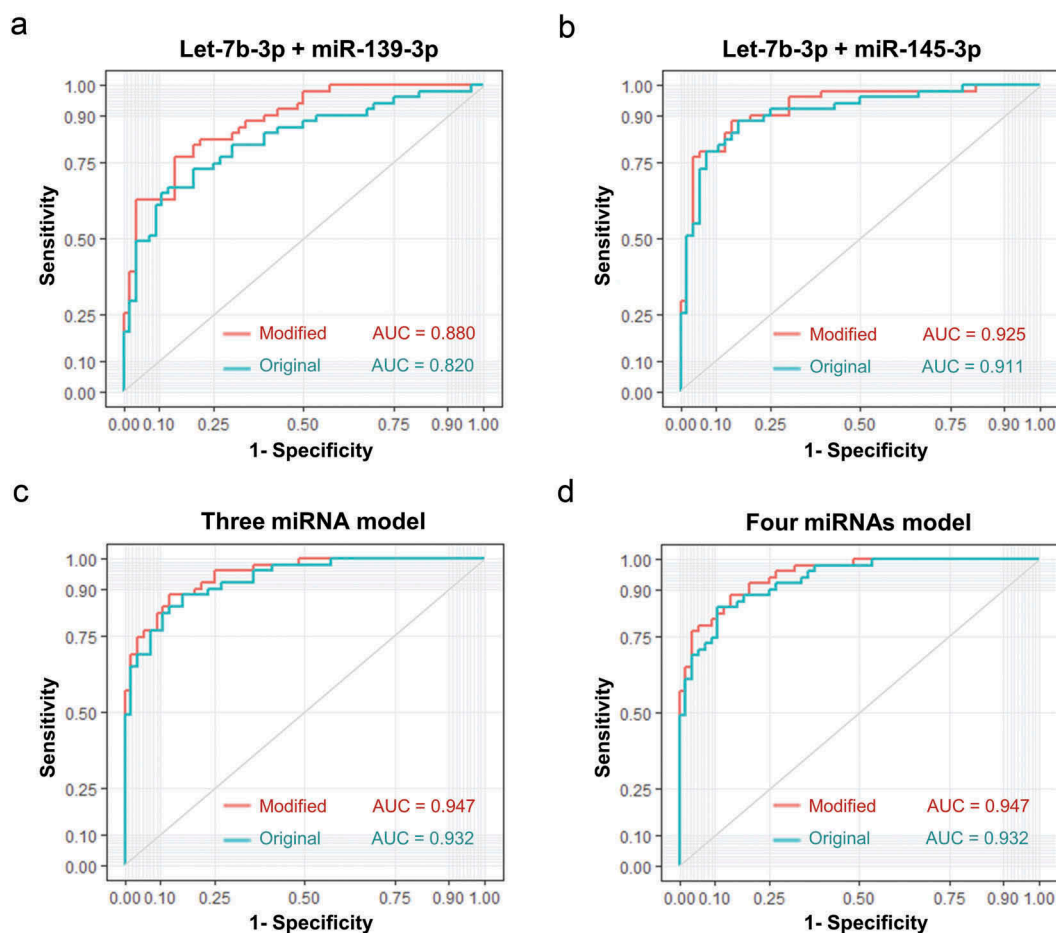 a
Let-7b-3p + miR-139-3p
1.00
0.90
0.75
0.50
0.25
0.10
0.00
Sensitivity
Modified AUC = 0.880
Original AUC = 0.820
0.00 0.10 0.25 0.50 0.75 0.90 1.00
1- Specificity
b
Let-7b-3p + miR-145-3p
1.00
0.90
0.75
0.50
0.25
0.10
0.00
Sensitivity
Modified AUC = 0.925
Original AUC = 0.911
0.00 0.10 0.25 0.50 0.75 0.90 1.00
1- Specificity
c
Three miRNA model
1.00
0.90
0.75
0.50
0.25
0.10
0.00
Sensitivity
Modified AUC = 0.947
Original AUC = 0.932
0.00 0.10 0.25 0.50 0.75 0.90 1.00
1- Specificity
d
Four miRNAs model
1.00
0.90
0.75
0.50
0.25
0.10
0.00
Sensitivity
Modified AUC = 0.947
Original AUC = 0.932
0.00 0.10 0.25 0.50 0.75 0.90 1.00
1- Specificity